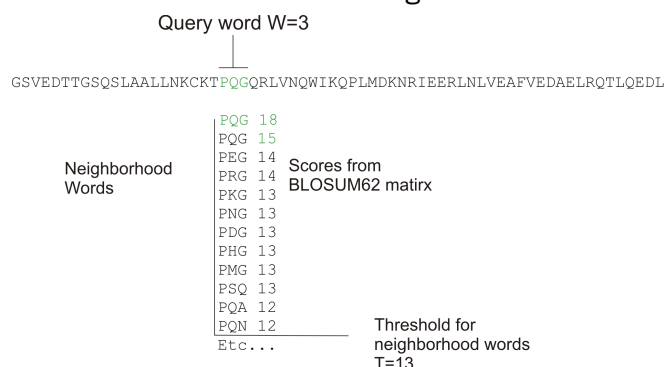 Query word W=3
GSVEDTTGSQSLAALLNKCKTPQGQRLVNQWIKQPLMDKNRIEERLNLVEAFVEDAELRQTLQEDL
PQG 18
PQG 15
PEG 14
PRG 14
PKG 13
PNG 13
PDG 13
PHG 13
PMG 13
PSQ 13
PQA 12
PQN 12
Etc...
Neighborhood
Words
Scores from
BLOSUM62 matirx
Threshold for
neighborhood words
T=13